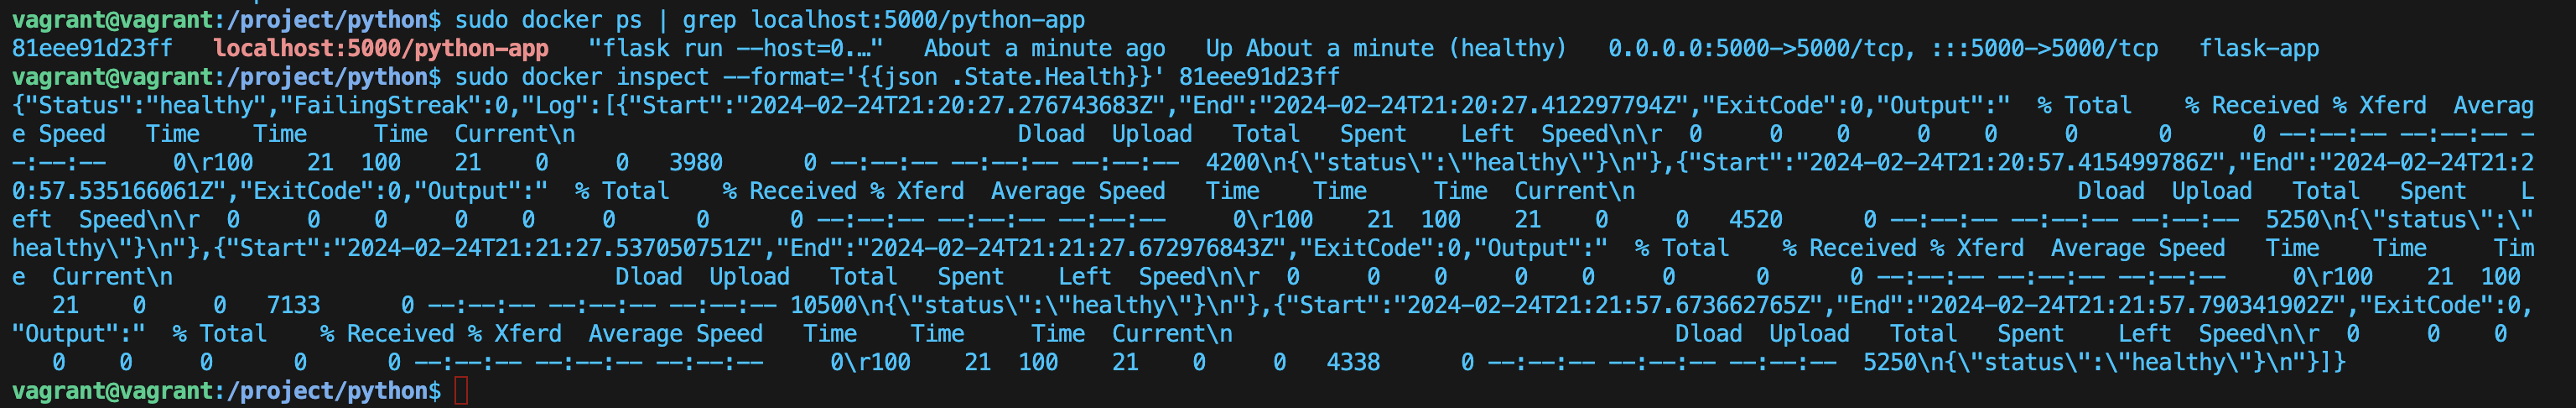 vagrant@vagrant:/project/python$ sudo docker ps | grep localhost:5000/python-app
81eee91d23ff   localhost:5000/python-app   "flask run --host=0.…"   About a minute ago   Up About a minute (healthy)   0.0.0.0:5000->5000/tcp, :::5000->5000/tcp   flask-app
vagrant@vagrant:/project/python$ sudo docker inspect --format='{{json .State.Health}}' 81eee91d23ff
{"Status":"healthy","FailingStreak":0,"Log":[{"Start":"2024-02-24T21:20:27.276743683Z","End":"2024-02-24T21:20:27.412297794Z","ExitCode":0,"Output":"  % Total    % Received % Xferd  Averag
e Speed   Time    Time     Time  Current\n                                 Dload  Upload   Total   Spent    Left  Speed\n\r  0     0    0     0    0     0      0      0 --:--:-- --:--:-- -
-:--:--     0\r100    21  100    21    0     0   3980      0 --:--:-- --:--:-- --:--:--  4200\n{\"status\":\"healthy\"}\n"},{"Start":"2024-02-24T21:20:57.415499786Z","End":"2024-02-24T21:2
0:57.535166061Z","ExitCode":0,"Output":"  % Total    % Received % Xferd  Average Speed   Time    Time     Time  Current\n                                 Dload  Upload   Total   Spent    L
eft  Speed\n\r  0     0    0     0    0     0      0      0 --:--:-- --:--:-- --:--:--     0\r100    21  100    21    0     0   4520      0 --:--:-- --:--:-- --:--:--  5250\n{\"status\":\"
healthy\"}\n"},{"Start":"2024-02-24T21:21:27.537050751Z","End":"2024-02-24T21:21:27.672976843Z","ExitCode":0,"Output":"  % Total    % Received % Xferd  Average Speed   Time    Time     Tim
e  Current\n                                 Dload  Upload   Total   Spent    Left  Speed\n\r  0     0    0     0    0     0      0      0 --:--:-- --:--:-- --:--:--     0\r100    21  100
   21    0     0   7133      0 --:--:-- --:--:-- --:--:-- 10500\n{\"status\":\"healthy\"}\n"},{"Start":"2024-02-24T21:21:57.673662765Z","End":"2024-02-24T21:21:57.790341902Z","ExitCode":0,
"Output":"  % Total    % Received % Xferd  Average Speed   Time    Time     Time  Current\n                                 Dload  Upload   Total   Spent    Left  Speed\n\r  0     0    0
   0    0     0      0      0 --:--:-- --:--:-- --:--:--     0\r100    21  100    21    0     0   4338      0 --:--:-- --:--:-- --:--:--  5250\n{\"status\":\"healthy\"}\n"}]}
vagrant@vagrant:/project/python$